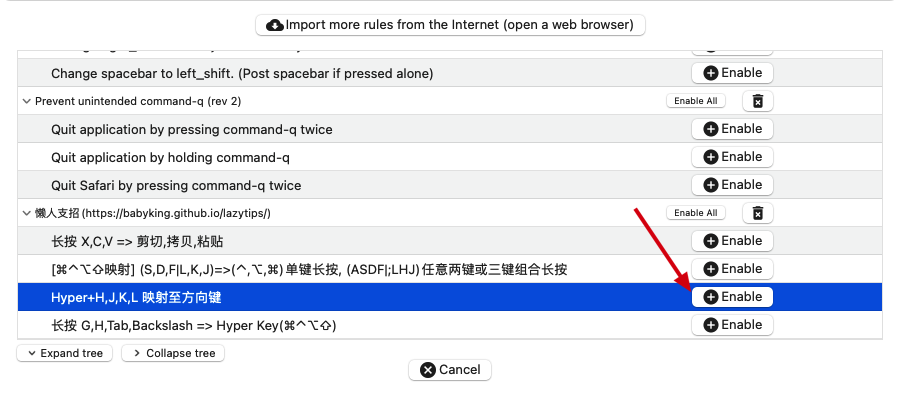 Import more rules from the Internet (open a web browser)
Change spacebar to left_shift. (Post spacebar if pressed alone) Enable
Prevent unintended command-q (rev 2) Enable All
Quit application by pressing command-q twice Enable
Quit application by holding command-q Enable
Quit Safari by pressing command-q twice Enable
懒人支招 (https://babyking.github.io/lazytips/) Enable All
长按 X,C,V => 剪切,拷贝,粘贴 Enable
[⌘⌃⌥⇧映射] (S,D,F|L,K,J)=>(⌃,⌥,⌘) 单键长按, (ASDF|;LHJ) 任意两键或三键组合长按 Enable
Hyper+H,J,K,L 映射至方向键 Enable
长按 G,H,Tab,Backslash => Hyper Key(⌘⌃⌥⇧) Enable
Expand tree Collapse tree
Cancel